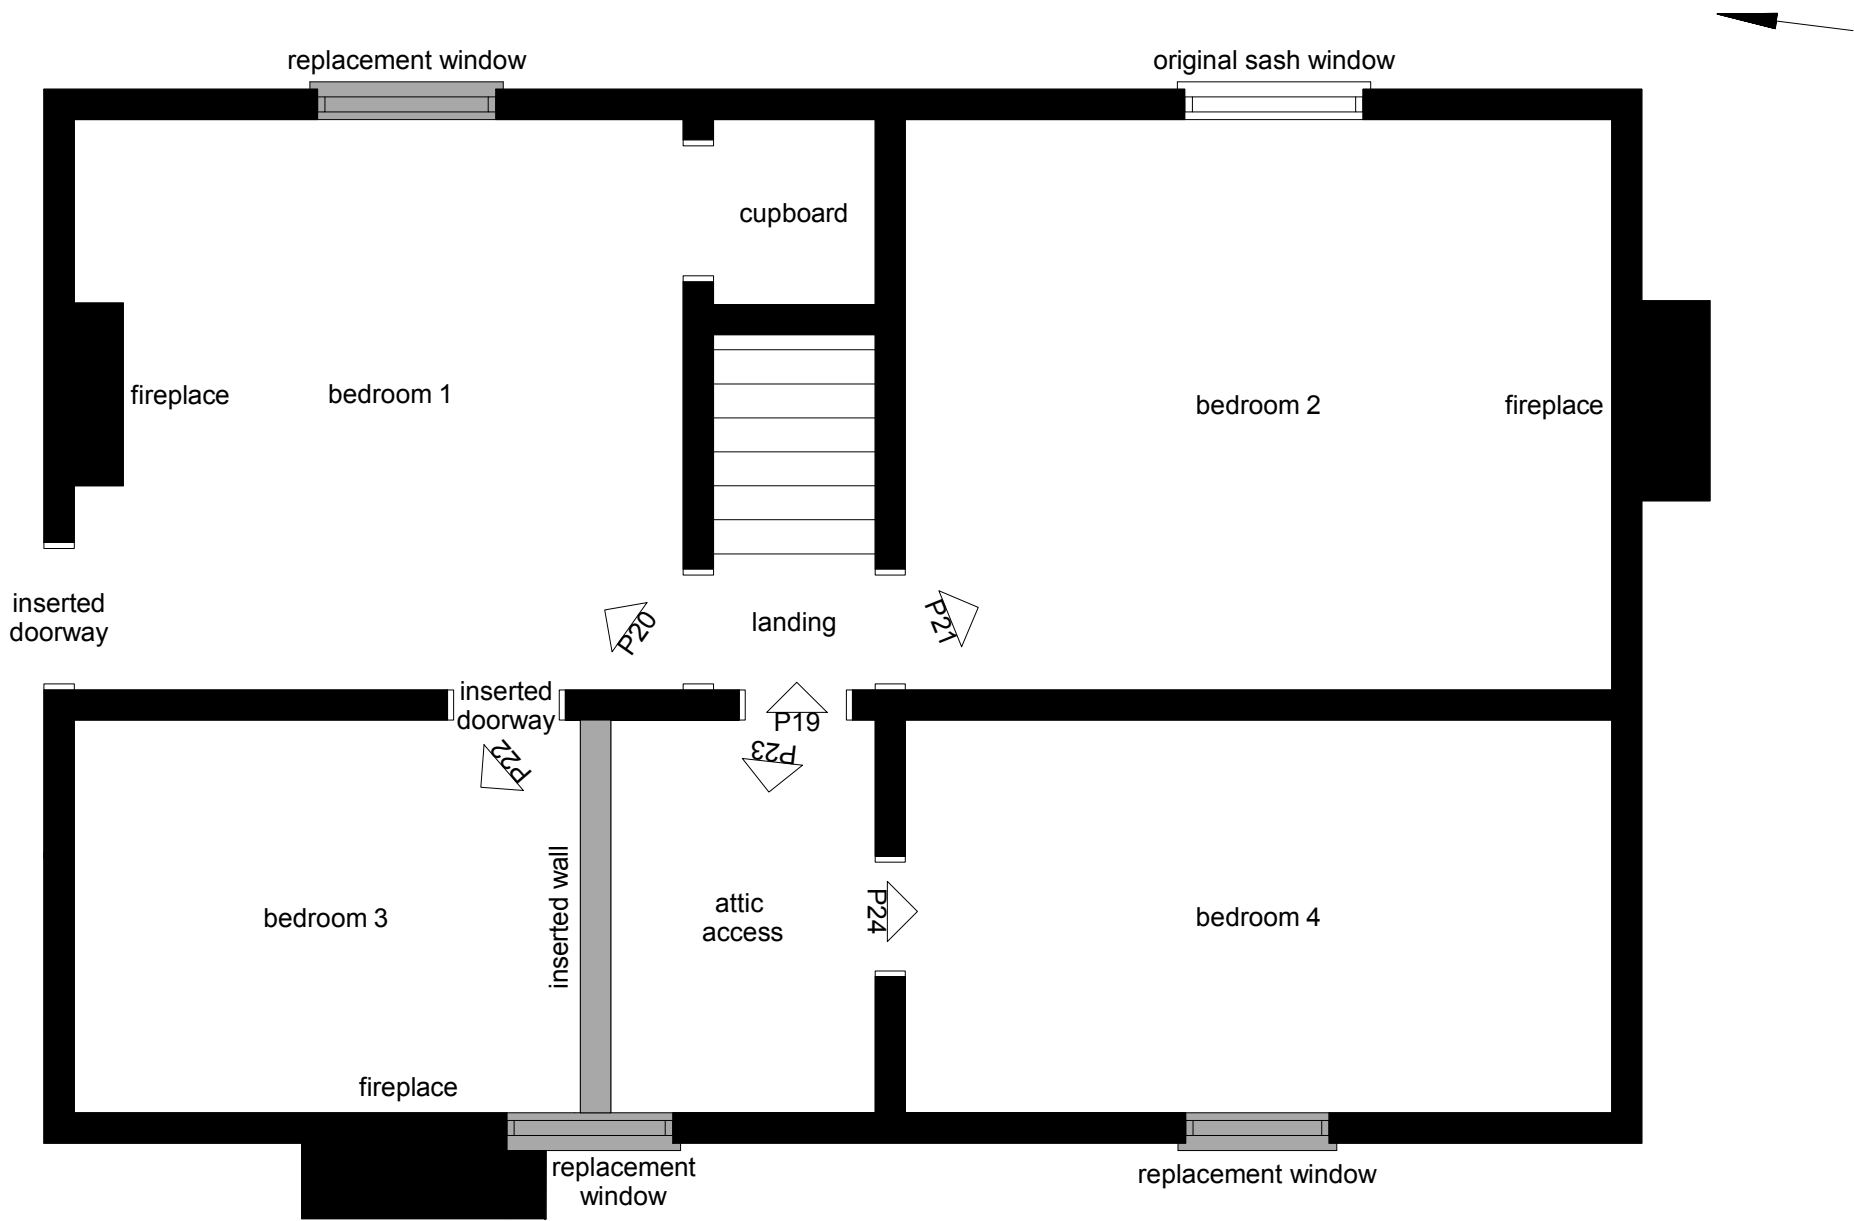 replacement window
original sash window
cupboard
fireplace
bedroom 1
bedroom 2
fireplace
inserted
doorway
P20
landing
P21
inserted
doorway
P19
P22
P23
inserted wall
bedroom 3
attic
access
P24
bedroom 4
fireplace
replacement
window
replacement window